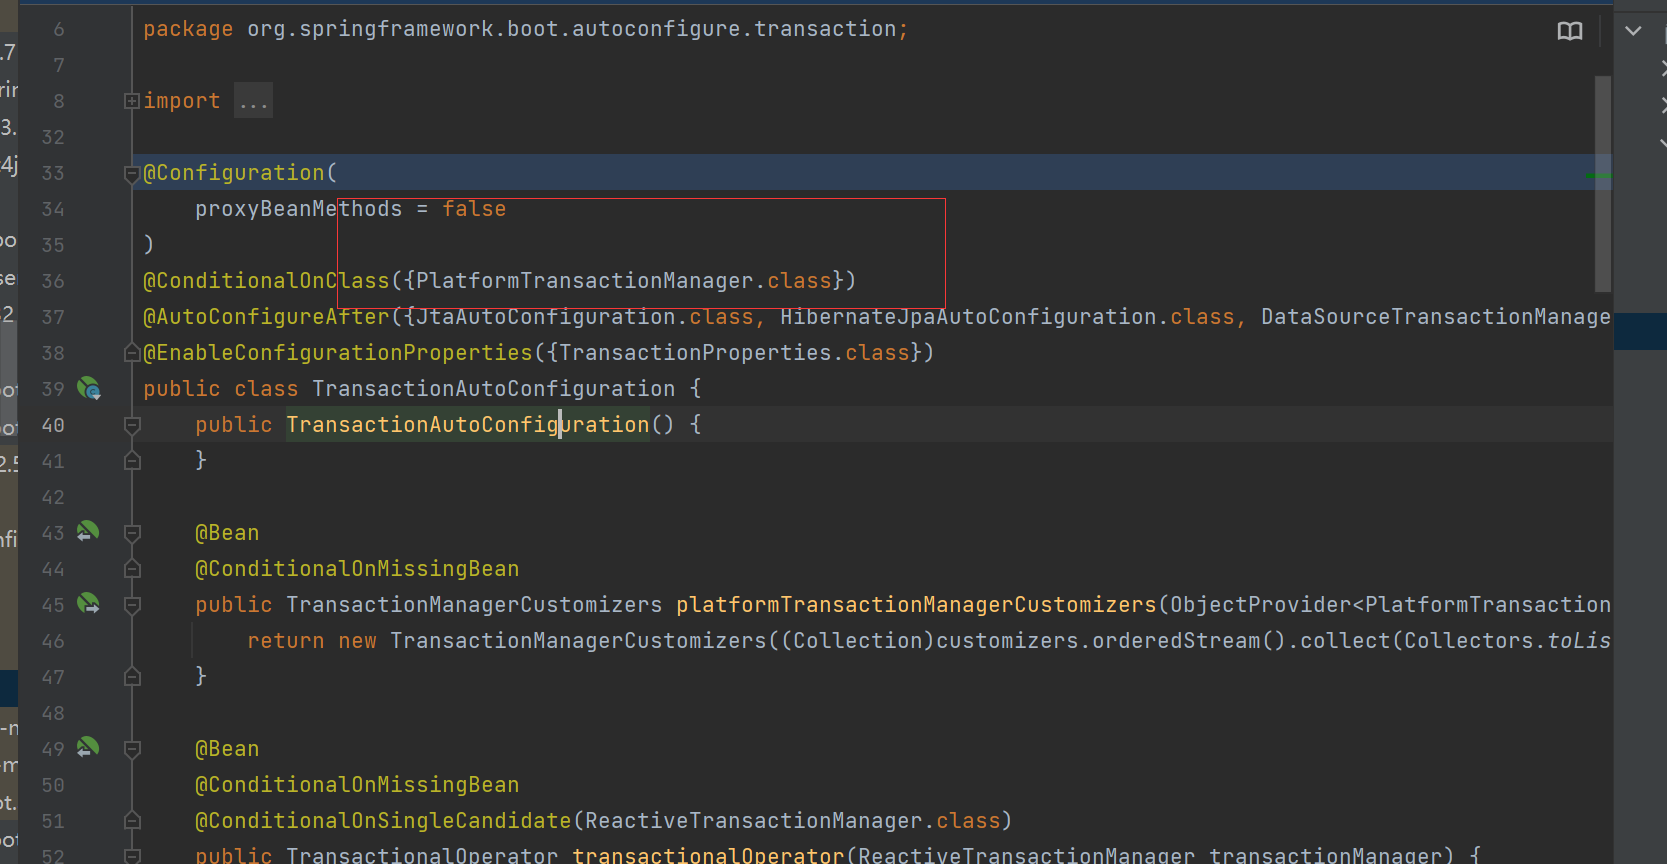 6 package org.springframework.boot.autoconfigure.transaction;
7
8 import ...
32
33 @Configuration(
34 proxyBeanMethods = false
35 )
36 @ConditionalOnClass({PlatformTransactionManager.class})
37 @AutoConfigureAfter({JtaAutoConfiguration.class, HibernateJpaAutoConfiguration.class, DataSourceTransactionManage
38 @EnableConfigurationProperties({TransactionProperties.class})
39 public class TransactionAutoConfiguration {
40 public TransactionAutoConfiguration() {
41 }
42
43 @Bean
44 @ConditionalOnMissingBean
45 public TransactionManagerCustomizers platformTransactionManagerCustomizers(ObjectProvider<PlatformTransaction
46 return new TransactionManagerCustomizers((Collection)customizers.orderedStream().collect(Collectors.toLis
47 }
48
49 @Bean
50 @ConditionalOnMissingBean
51 @ConditionalOnSingleCandidate(ReactiveTransactionManager.class)
52 public TransactionalOperator transactionalOperator(ReactiveTransactionManager transactionManager) {